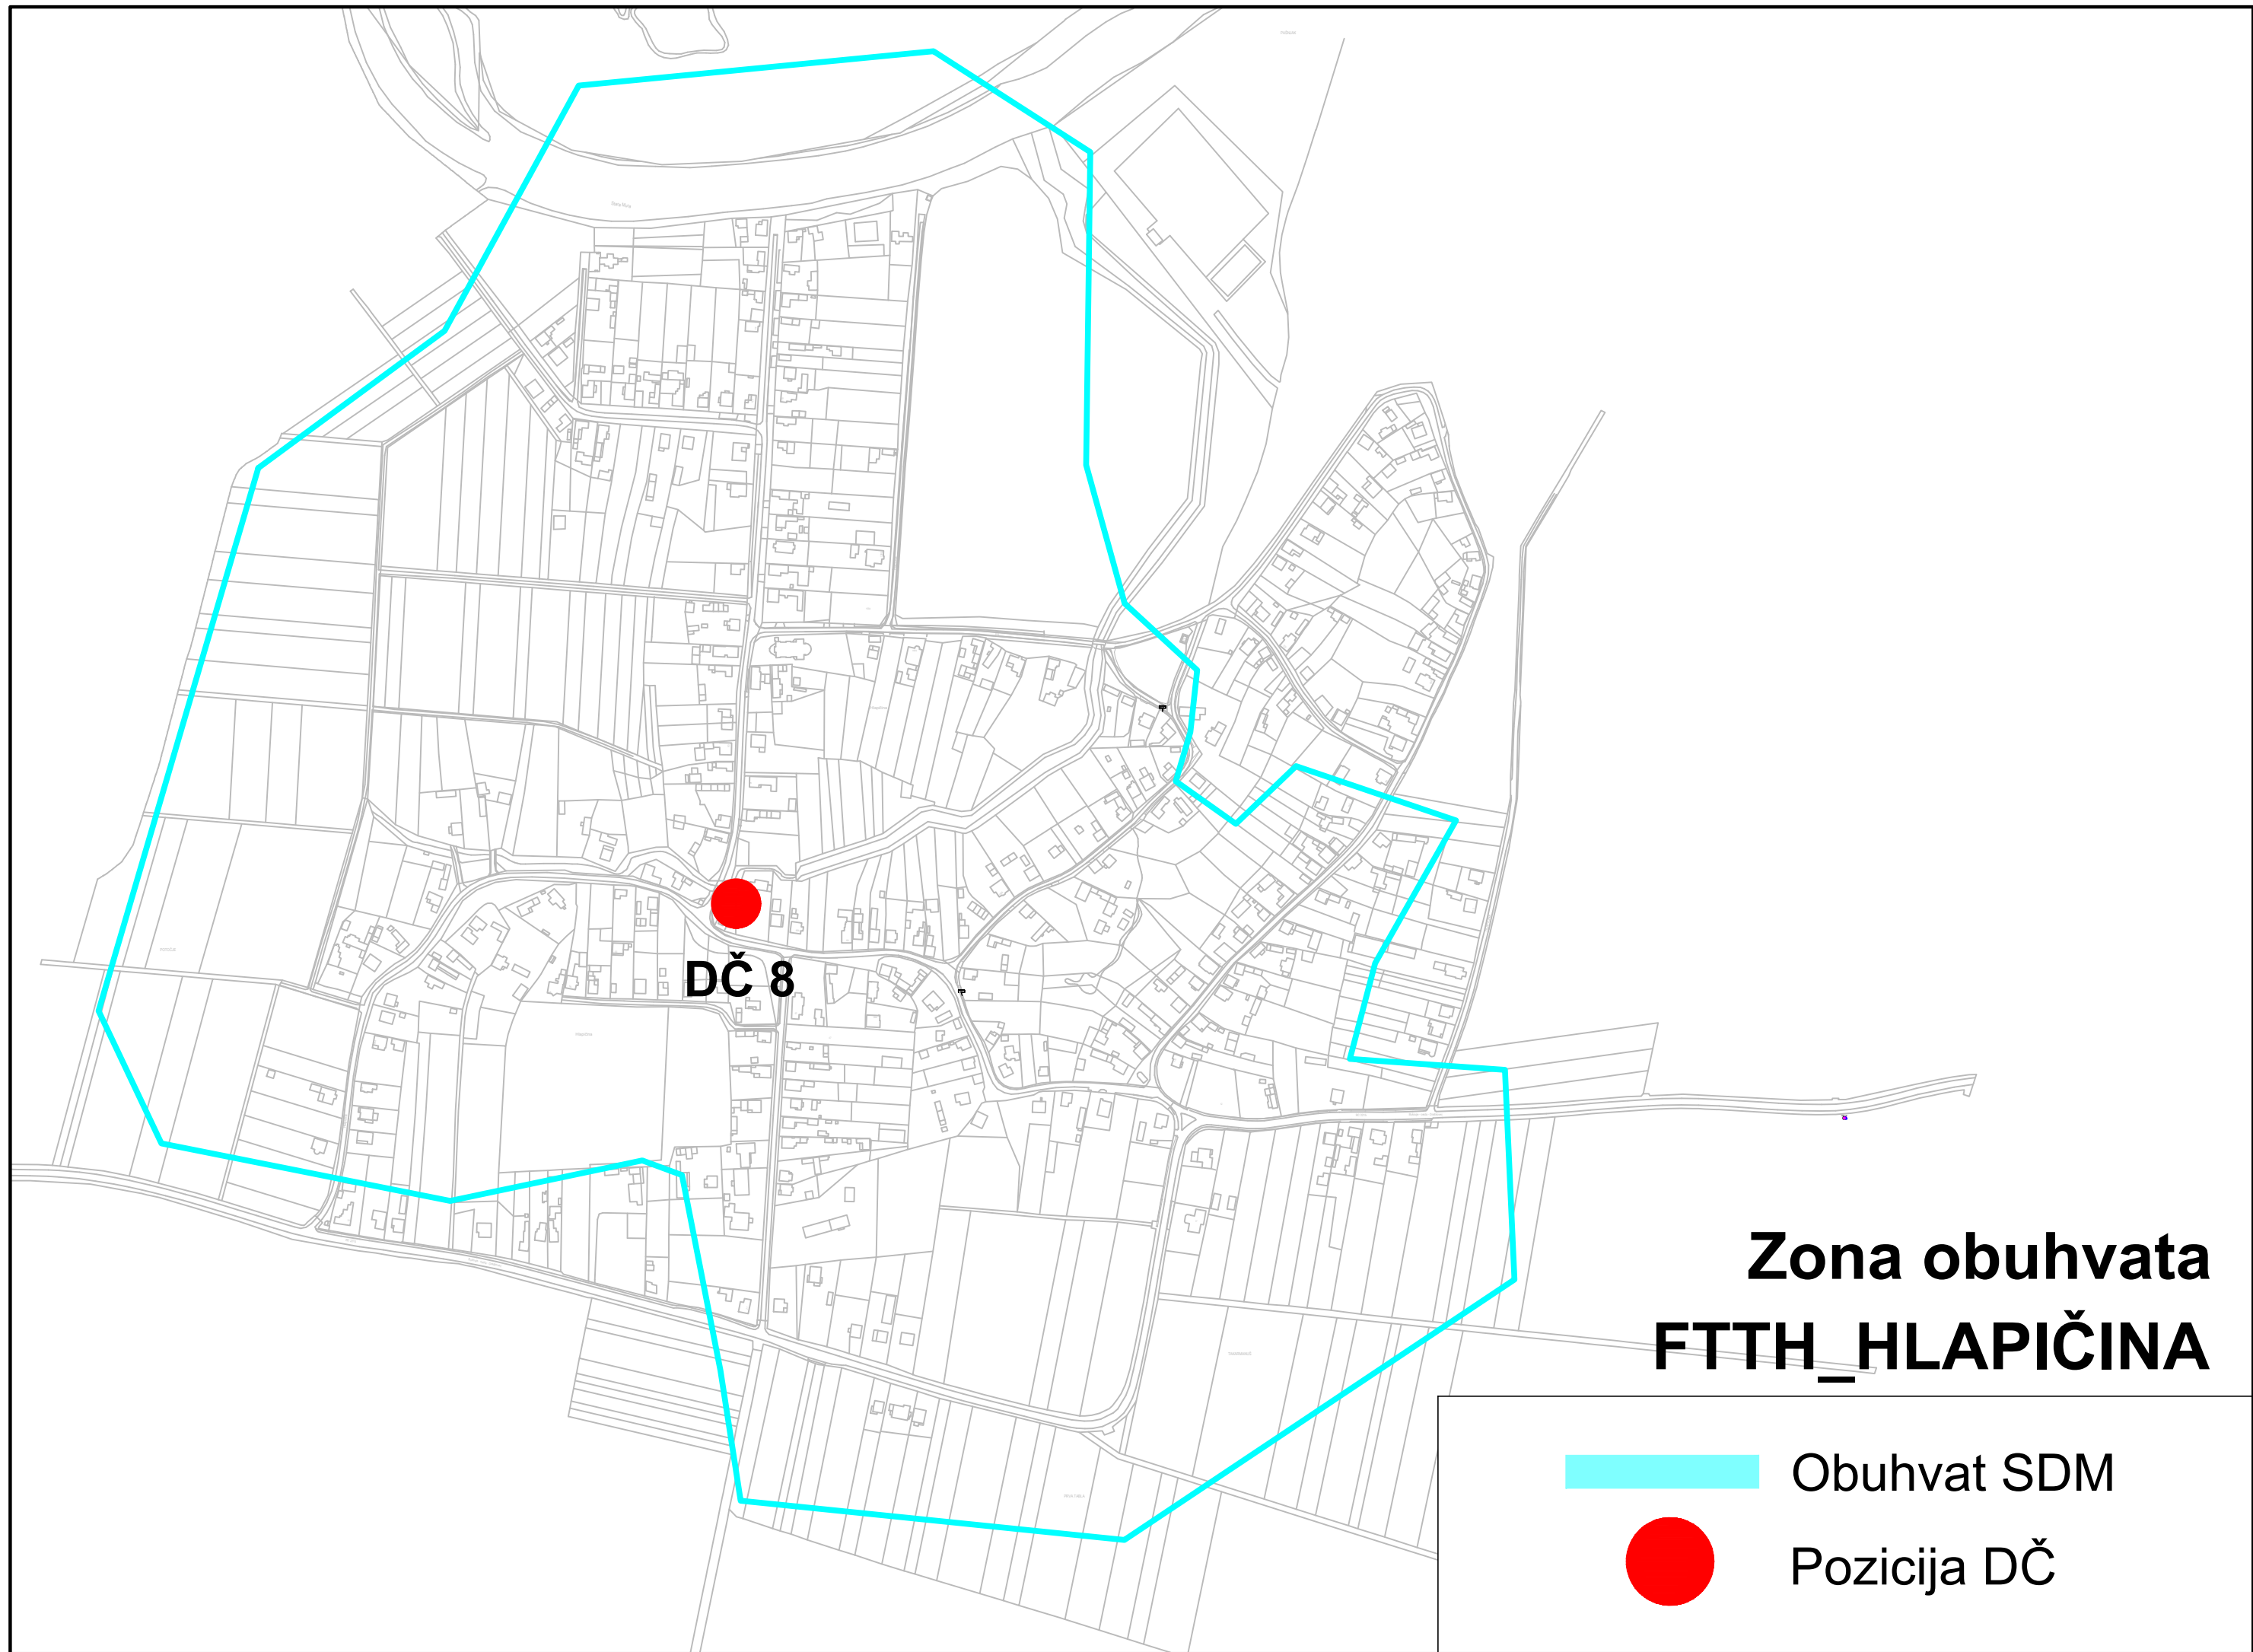 DČ 8
Zona obuhvata
FTTH_HLAPIČINA
Obuhvat SDM
Pozicija DČ